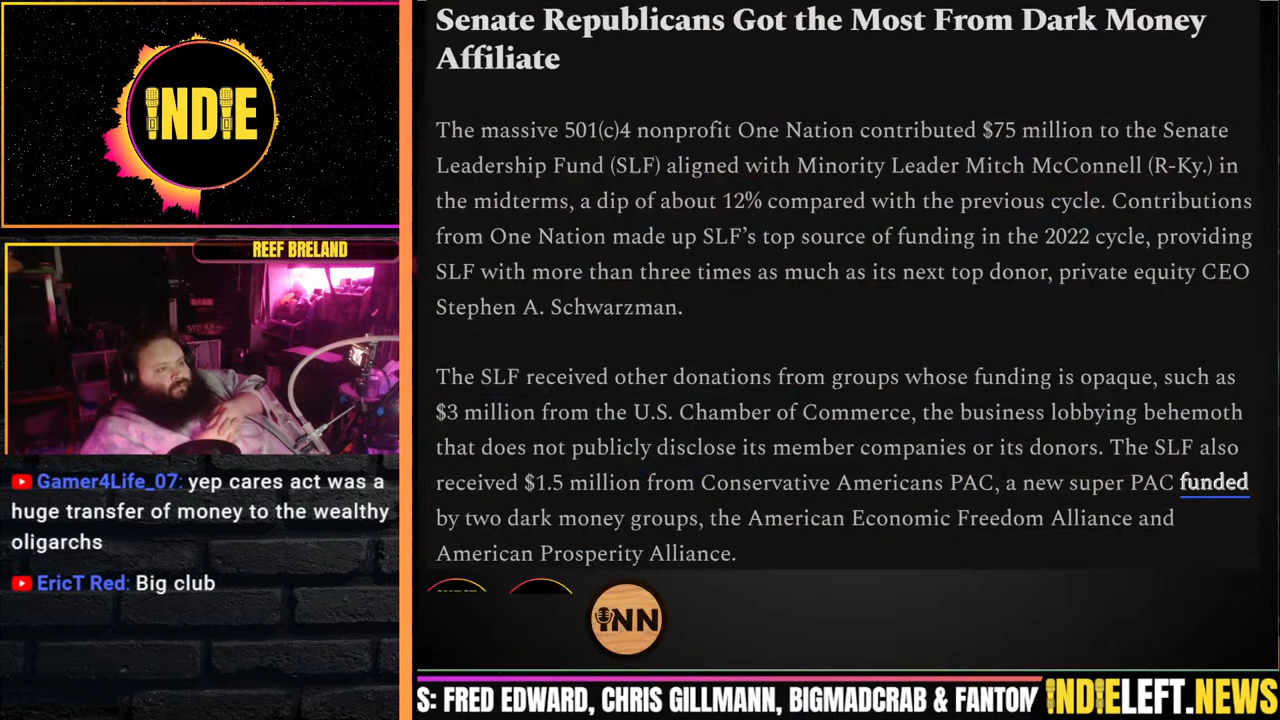 INDIE
REEF BRELAND
Gamer4Life_07: yep cares act was a
huge transfer of money to the wealthy
oligarchs
EricT Red: Big club
Senate Republicans Got the Most From Dark Money
Affiliate
The massive 501(c)4 nonprofit One Nation contributed $75 million to the Senate
Leadership Fund (SLF) aligned with Minority Leader Mitch McConnell (R-Ky.) in
the midterms, a dip of about 12% compared with the previous cycle. Contributions
from One Nation made up SLF’s top source of funding in the 2022 cycle, providing
SLF with more than three times as much as its next top donor, private equity CEO
Stephen A. Schwarzman.
The SLF received other donations from groups whose funding is opaque, such as
$3 million from the U.S. Chamber of Commerce, the business lobbying behemoth
that does not publicly disclose its member companies or its donors. The SLF also
received $1.5 million from Conservative Americans PAC, a new super PAC funded
by two dark money groups, the American Economic Freedom Alliance and
American Prosperity Alliance.
iNN
S: FRED EDWARD, CHRIS GILLMANN, BIGMADCRAB & FANTOM
INDIELEFT.NEWS